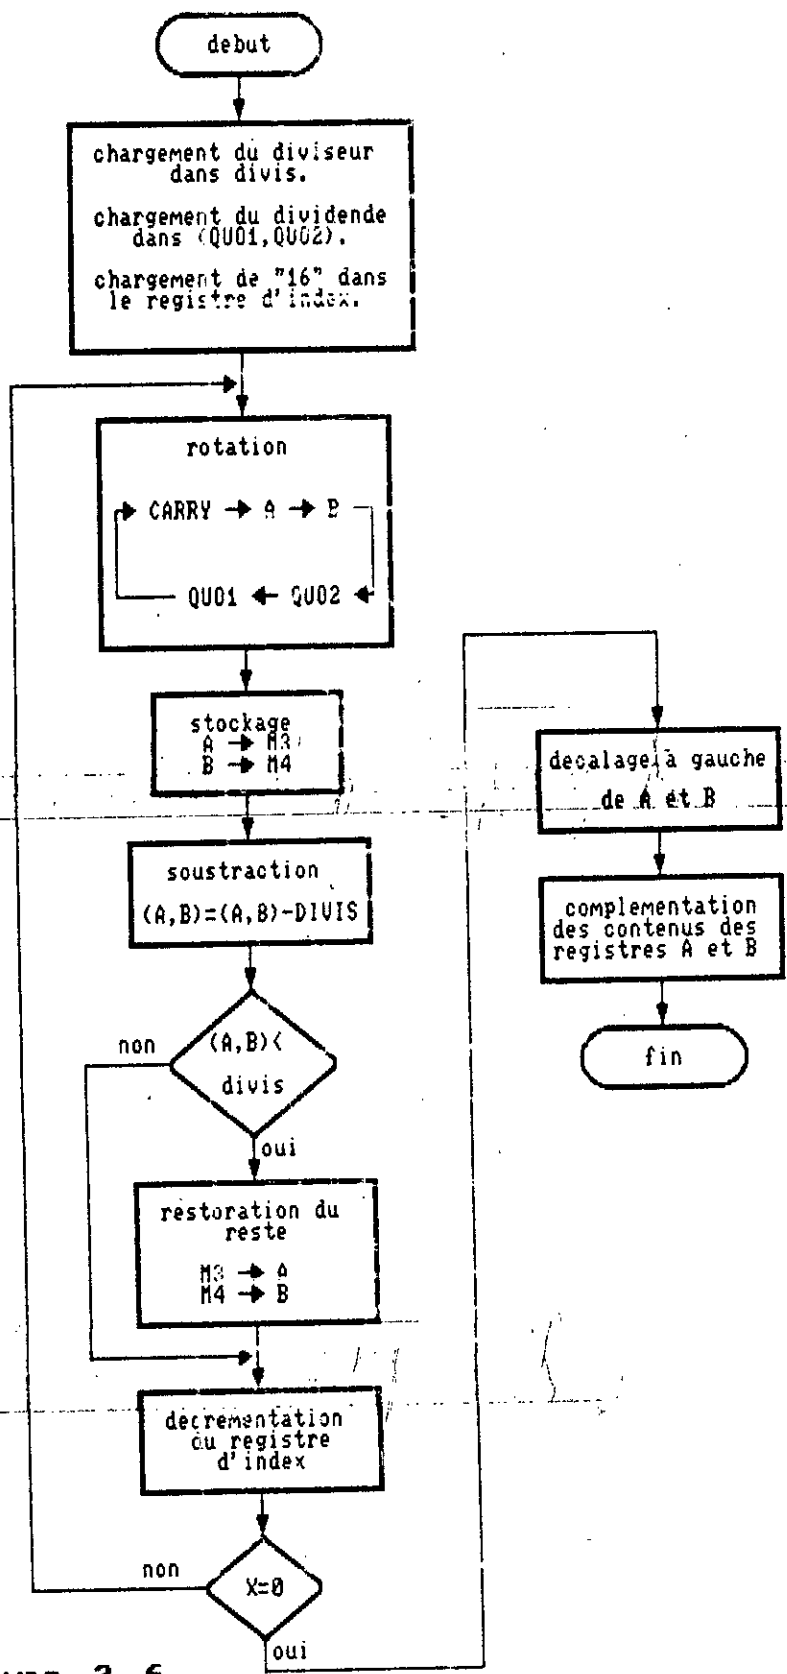 debut
chargement du diviseur
dans divis.
chargement du dividende
dans (QUO1,QUO2).
chargement de "16" dans
le registre d'index.
rotation
CARRY → A → B
QUO1 ← QUO2
stockage
A → M3
B → M4
soustraction
(A,B)=(A,B)-DIVIS
non
(A,B)<
divis
oui
restoration du
reste
M3 → A
M4 → B
decrementation
du registre
d'index
non
X=0
oui
decalage à gauche
de A et B
complementation
des contenus des
registres A et B
fin
3.6